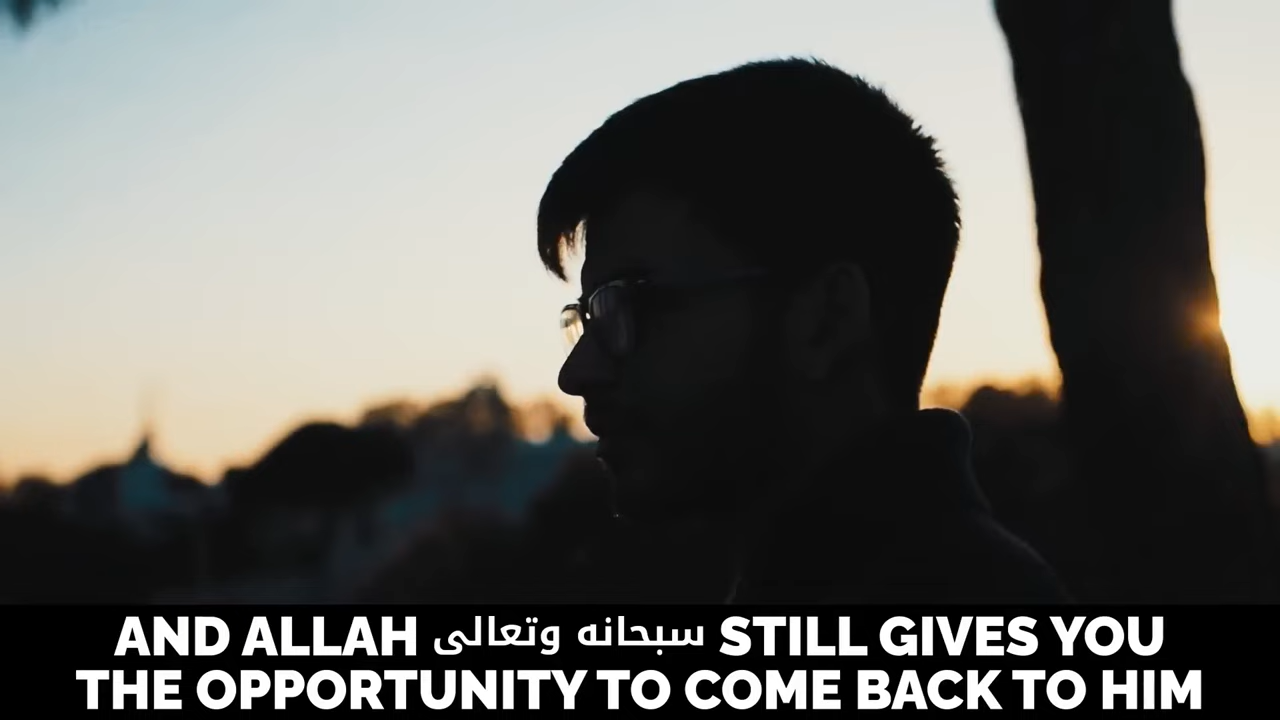 AND ALLAH سبحانه وتعالى STILL GIVES YOU
THE OPPORTUNITY TO COME BACK TO HIM